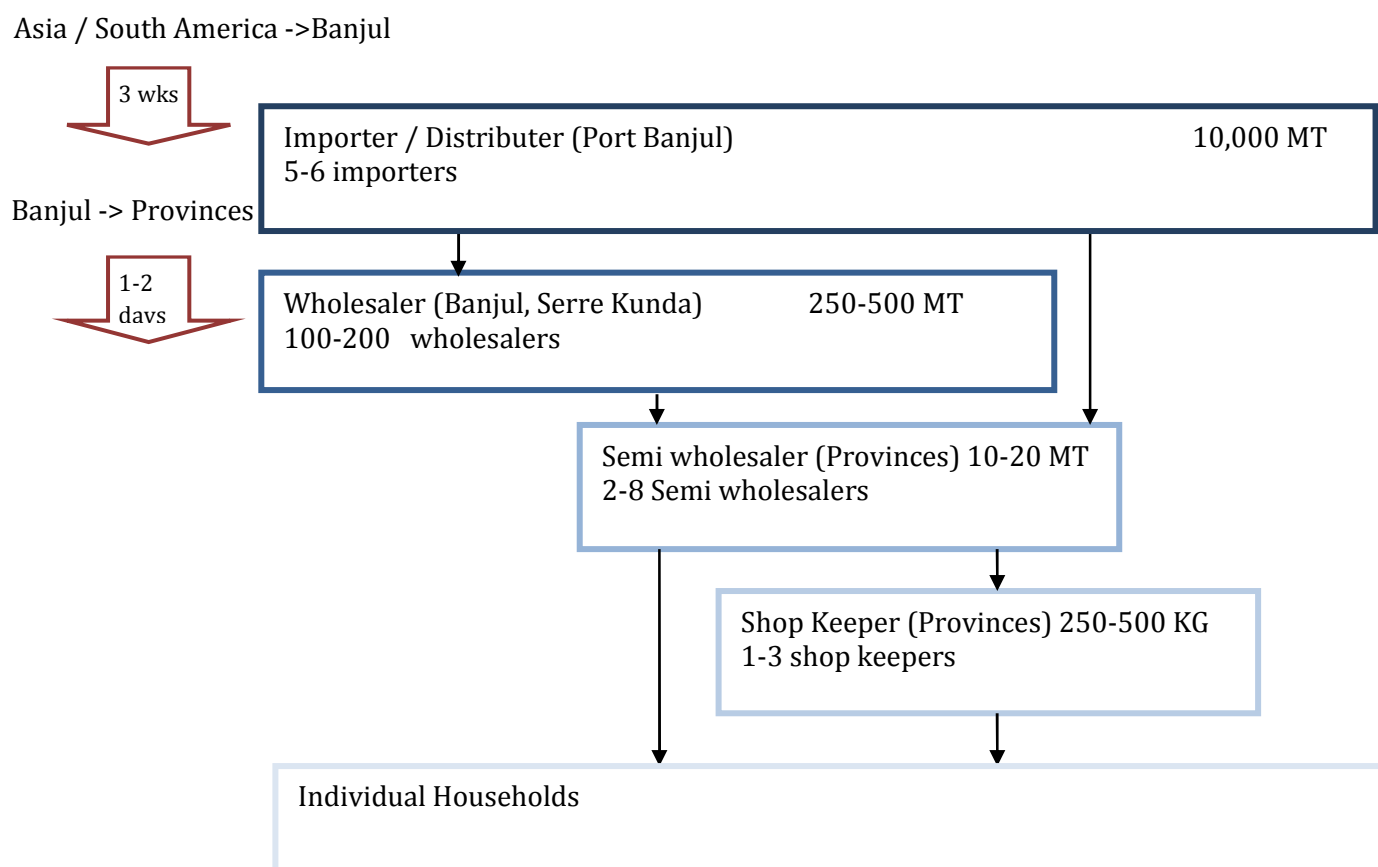 Asia / South America ->Banjul
3 wks
Importer / Distributer (Port Banjul) 10,000 MT
5-6 importers
Banjul -> Provinces
1-2
davs
Wholesaler (Banjul, Serre Kunda) 250-500 MT
100-200 wholesalers
Semi wholesaler (Provinces) 10-20 MT
2-8 Semi wholesalers
Shop Keeper (Provinces) 250-500 KG
1-3 shop keepers
Individual Households